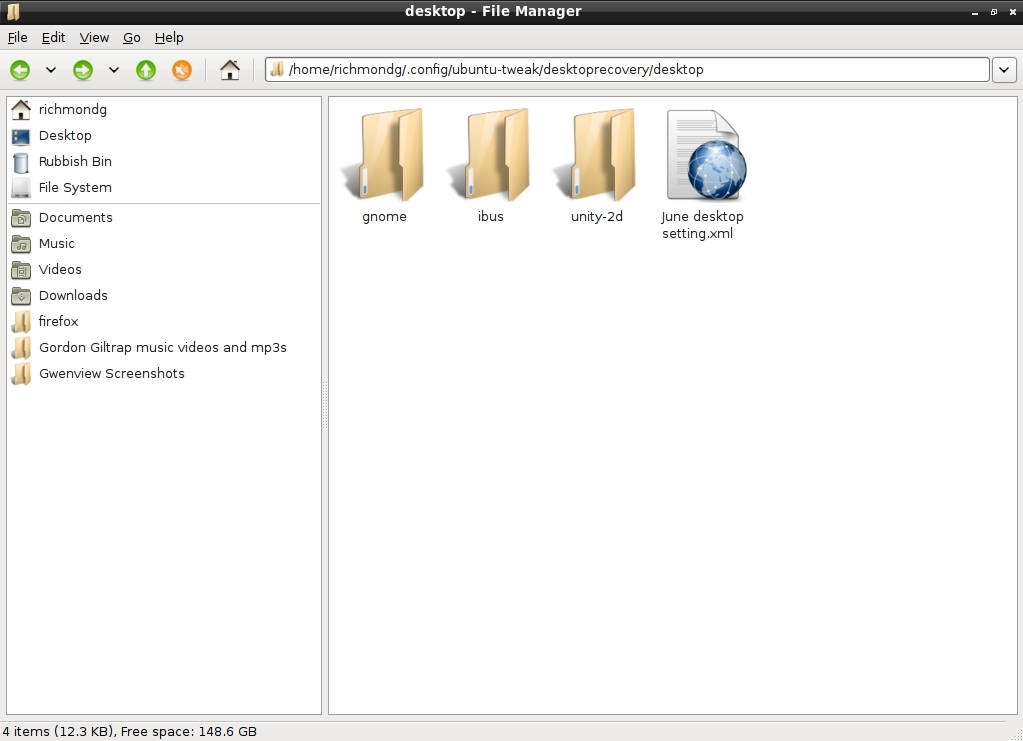 desktop - File Manager
File Edit View Go Help
/home/richmondg/.config/ubuntu-tweak/desktoprecovery/desktop
richmondg
Desktop
Rubbish Bin
File System
Documents
Music
Videos
Downloads
firefox
Gordon Giltrap music videos and mp3s
Gwenview Screenshots
gnome
ibus
unity-2d
June desktop
setting.xml
4 items (12.3 KB), Free space: 148.6 GB